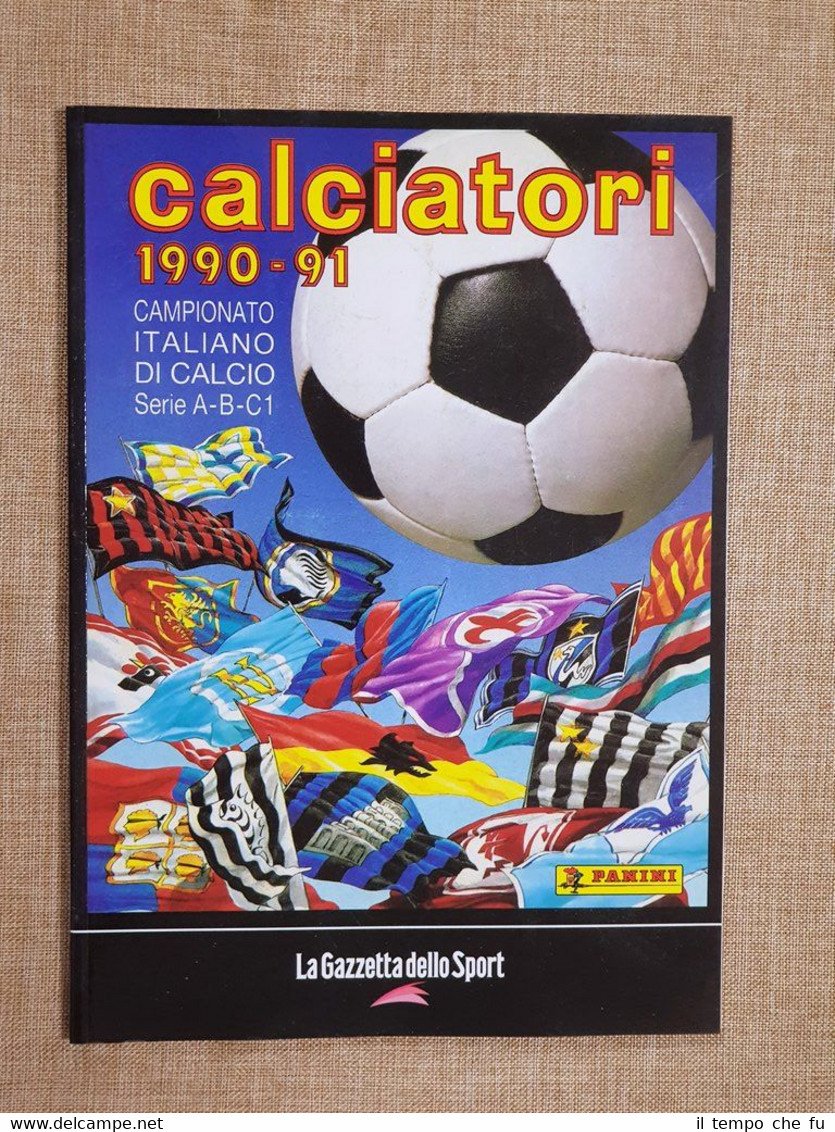 calciatori
1990-91
CAMPIONATO
ITALIANO
DI CALCIO
Serie A-B-C1
PANINI
La Gazzetta dello Sport
www.delcampe.net
il tempo che fu